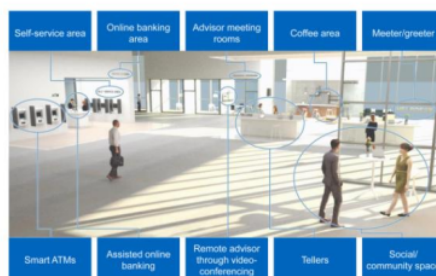 Self-service area
Online banking
area
Advisor meeting
rooms
Coffee area
Meeter/greeter
Smart ATMs
Assisted online
banking
Remote advisor
through video-
conferencing
Tellers
Social/
community space